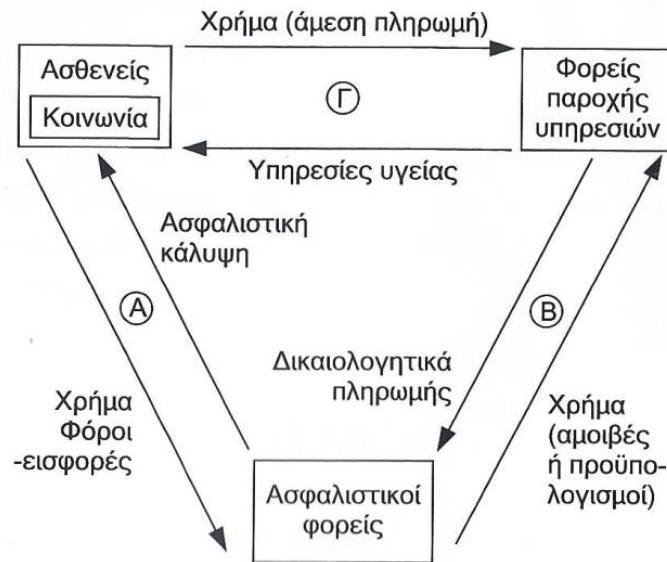 Χρήμα (άμεση πληρωμή)
Ασθενείς
Κοινωνία
Γ
Φορείς
παροχής
υπηρεσιών
Υπηρεσίες υγείας
Ασφαλιστική
κάλυψη
Α
Β
Δικαιολογητικά
πληρωμής
Χρήμα
Φόροι
-εισφορές
Χρήμα
(αμοιβές
ή προϋπο-
λογισμοί)
Ασφαλιστικοί
φορείς